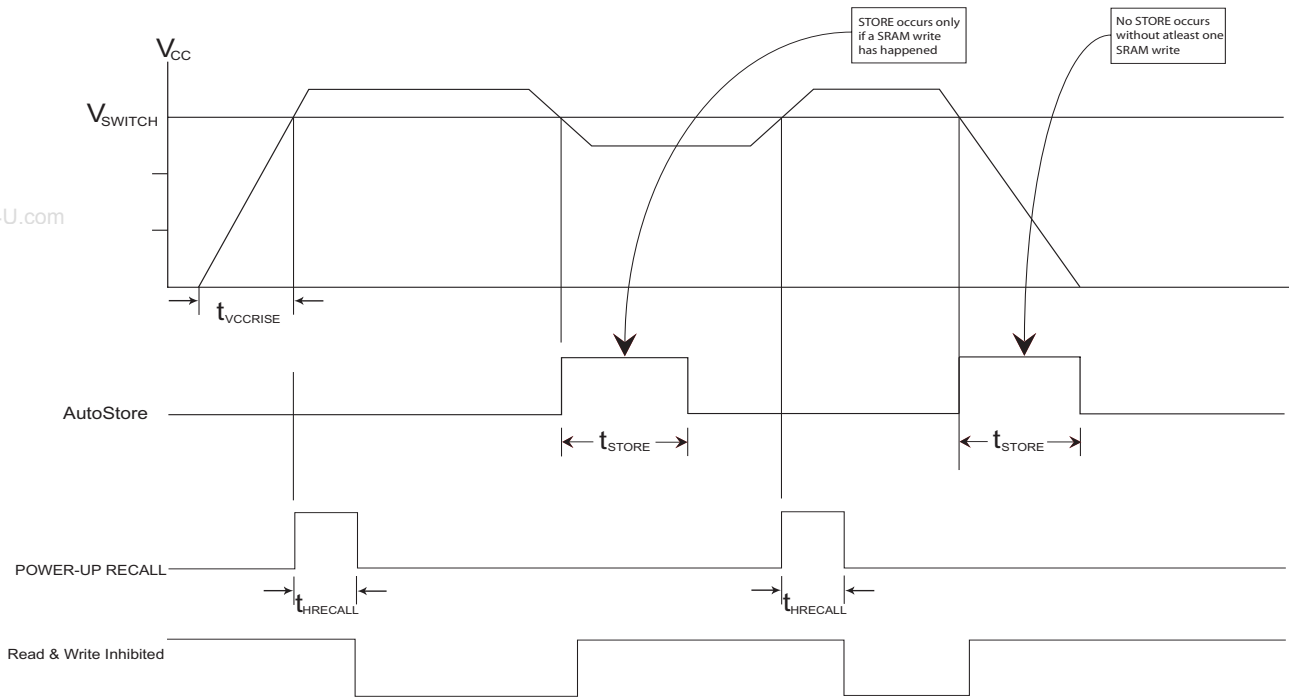 STORE occurs only
if a SRAM write
has happened
No STORE occurs
without atleast one
SRAM write
VCC
VSWITCH
U.com
tVCCRISE
AutoStore
tSTORE
tSTORE
POWER-UP RECALL
tHRECALL
tHRECALL
Read & Write Inhibited